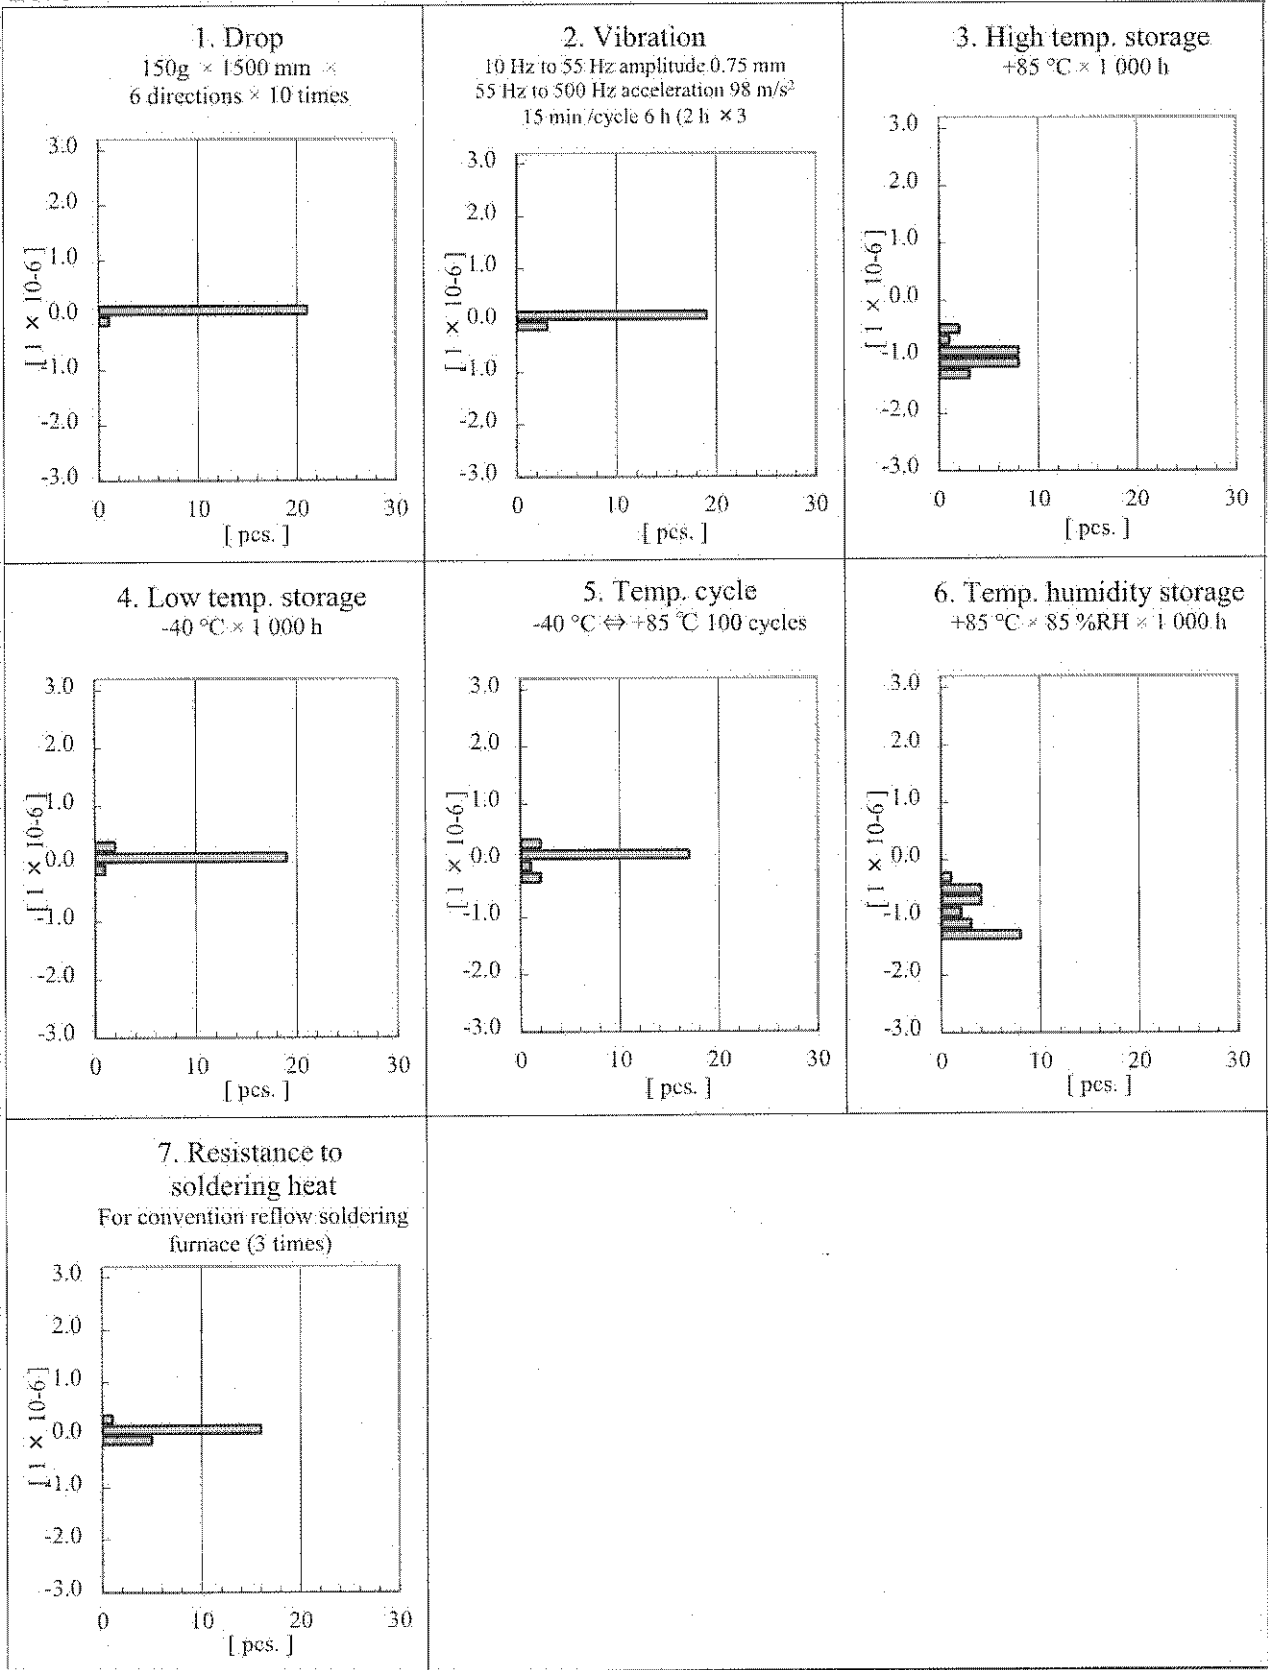 1. Drop
150g × 1500 mm ×
6 directions × 10 times
3.0
2.0
1.0
0.0
-1.0
-2.0
-3.0
[ 1 × 10-6 ]
0 10 20 30
[ pcs. ]
2. Vibration
10 Hz to 55 Hz amplitude 0.75 mm
55 Hz to 500 Hz acceleration 98 m/s²
15 min /cycle 6 h (2 h × 3
3.0
2.0
1.0
0.0
-1.0
-2.0
-3.0
[ 1 × 10-6 ]
0 10 20 30
[ pcs. ]
3. High temp. storage
+85 °C × 1 000 h
3.0
2.0
1.0
0.0
-1.0
-2.0
-3.0
[ 1 × 10-6 ]
0 10 20 30
[ pcs. ]
4. Low temp. storage
-40 °C × 1 000 h
3.0
2.0
1.0
0.0
-1.0
-2.0
-3.0
[ 1 × 10-6 ]
0 10 20 30
[ pcs. ]
5. Temp. cycle
-40 °C ⇔ +85 °C 100 cycles
3.0
2.0
1.0
0.0
-1.0
-2.0
-3.0
[ 1 × 10-6 ]
0 10 20 30
[ pcs. ]
6. Temp. humidity storage
+85 °C × 85 %RH × 1 000 h
3.0
2.0
1.0
0.0
-1.0
-2.0
-3.0
[ 1 × 10-6 ]
0 10 20 30
[ pcs. ]
7. Resistance to
soldering heat
For convention reflow soldering
furnace (3 times)
3.0
2.0
1.0
0.0
-1.0
-2.0
-3.0
[ 1 × 10-6 ]
0 10 20 30
[ pcs. ]